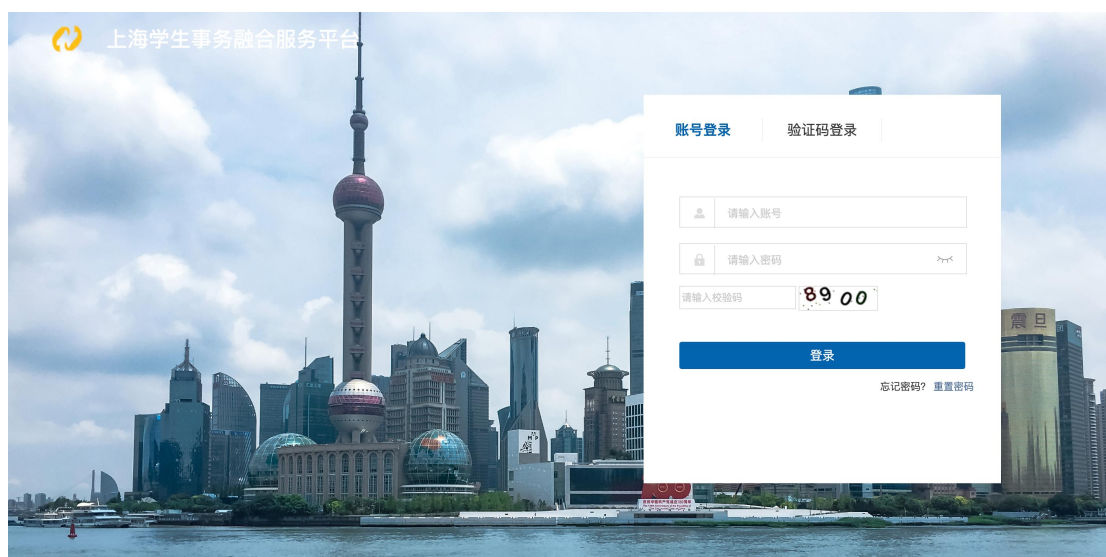 上海学生事务融合服务平台
账号登录 验证码登录
请输入账号
请输入密码
请输入校验码 8900
登录
忘记密码? 重置密码
震旦